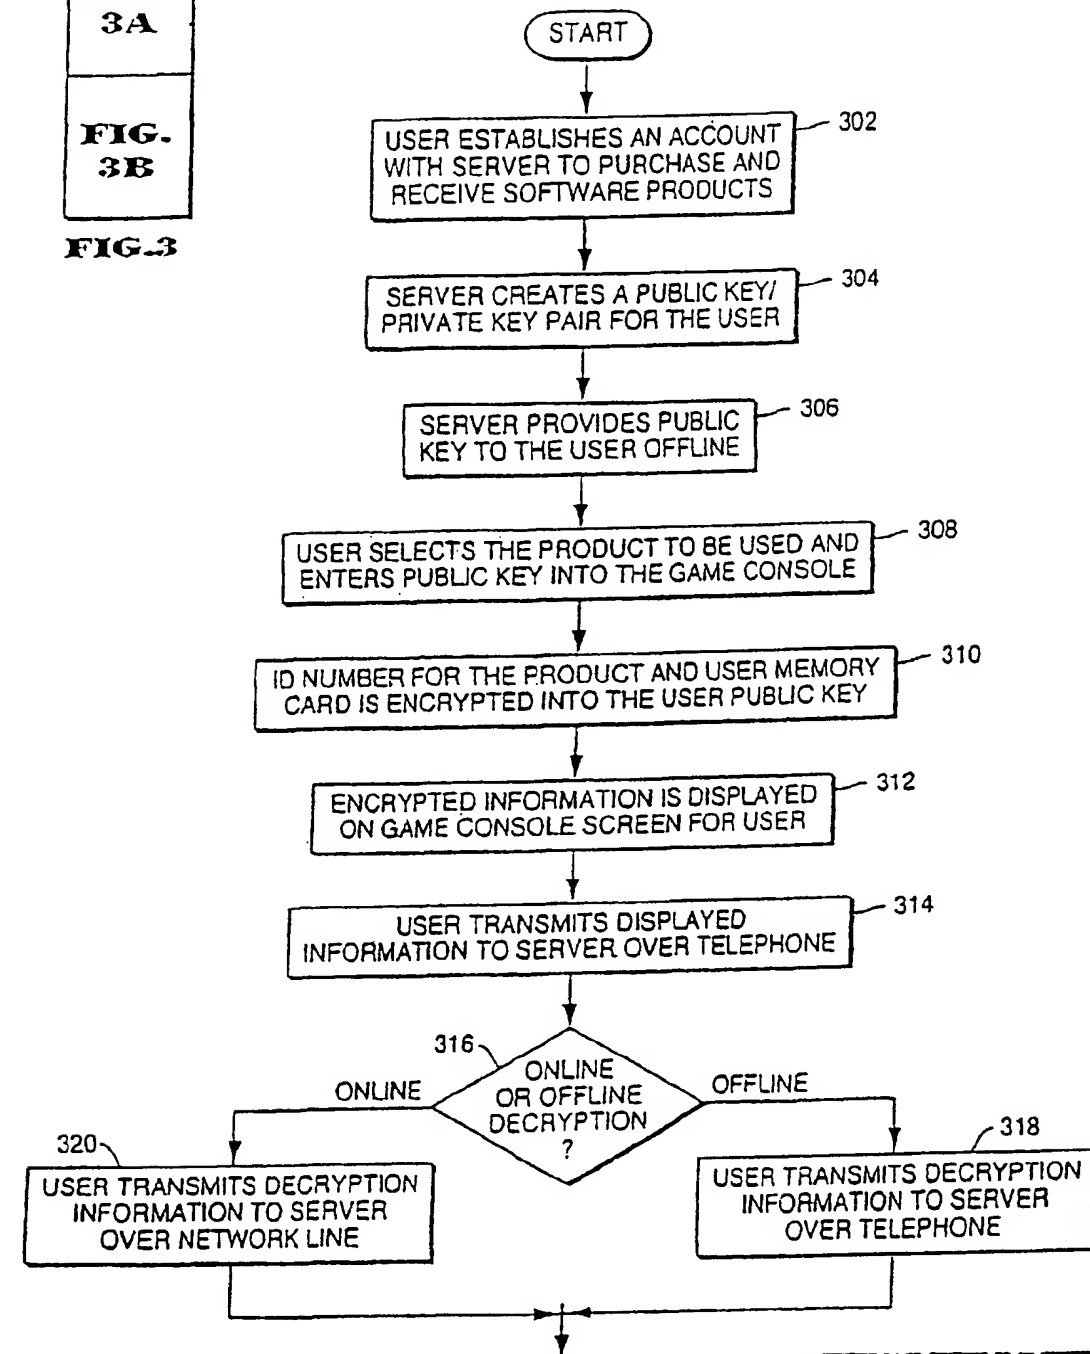 3A
FIG.
3B
FIG.3
START
302
USER ESTABLISHES AN ACCOUNT
WITH SERVER TO PURCHASE AND
RECEIVE SOFTWARE PRODUCTS
304
SERVER CREATES A PUBLIC KEY/
PRIVATE KEY PAIR FOR THE USER
306
SERVER PROVIDES PUBLIC
KEY TO THE USER OFFLINE
308
USER SELECTS THE PRODUCT TO BE USED AND
ENTERS PUBLIC KEY INTO THE GAME CONSOLE
310
ID NUMBER FOR THE PRODUCT AND USER MEMORY
CARD IS ENCRYPTED INTO THE USER PUBLIC KEY
312
ENCRYPTED INFORMATION IS DISPLAYED
ON GAME CONSOLE SCREEN FOR USER
314
USER TRANSMITS DISPLAYED
INFORMATION TO SERVER OVER TELEPHONE
316
ONLINE
OR OFFLINE
DECRYPTION
?
ONLINE
OFFLINE
320
USER TRANSMITS DECRYPTION
INFORMATION TO SERVER
OVER NETWORK LINE
318
USER TRANSMITS DECRYPTION
INFORMATION TO SERVER
OVER TELEPHONE